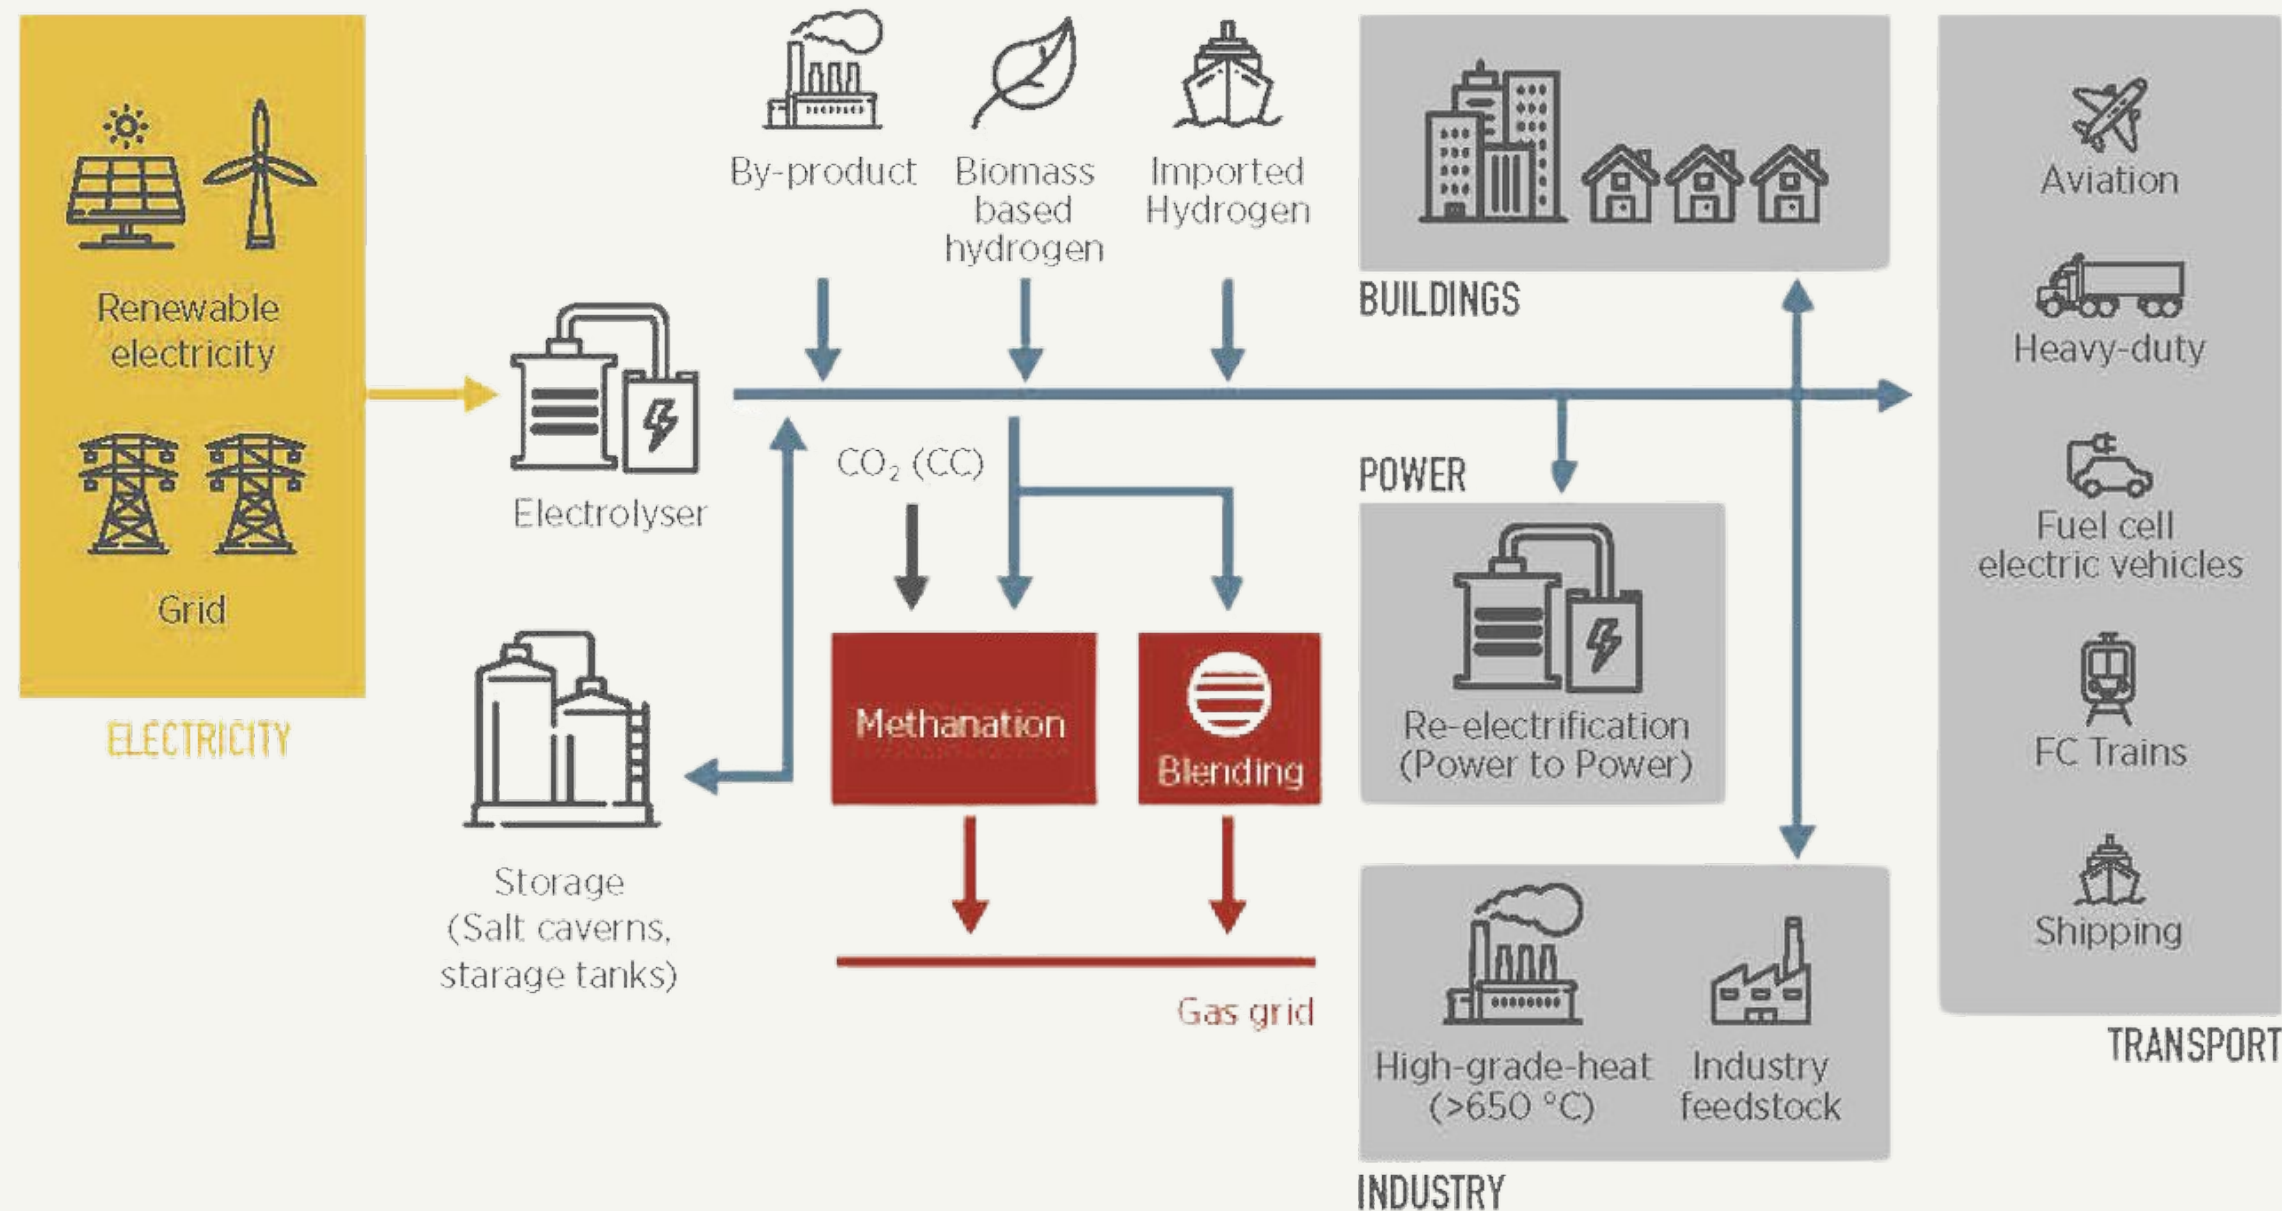 Renewable
electricity
Grid
ELECTRICITY
Electrolyser
Storage
(Salt caverns,
starage tanks)
By-product
Biomass
based
hydrogen
Imported
Hydrogen
CO₂ (CC)
Methanation
Blending
Gas grid
BUILDINGS
POWER
Re-electrification
(Power to Power)
High-grade-heat
(>650 °C)
Industry
feedstock
INDUSTRY
Aviation
Heavy-duty
Fuel cell
electric vehicles
FC Trains
Shipping
TRANSPORT